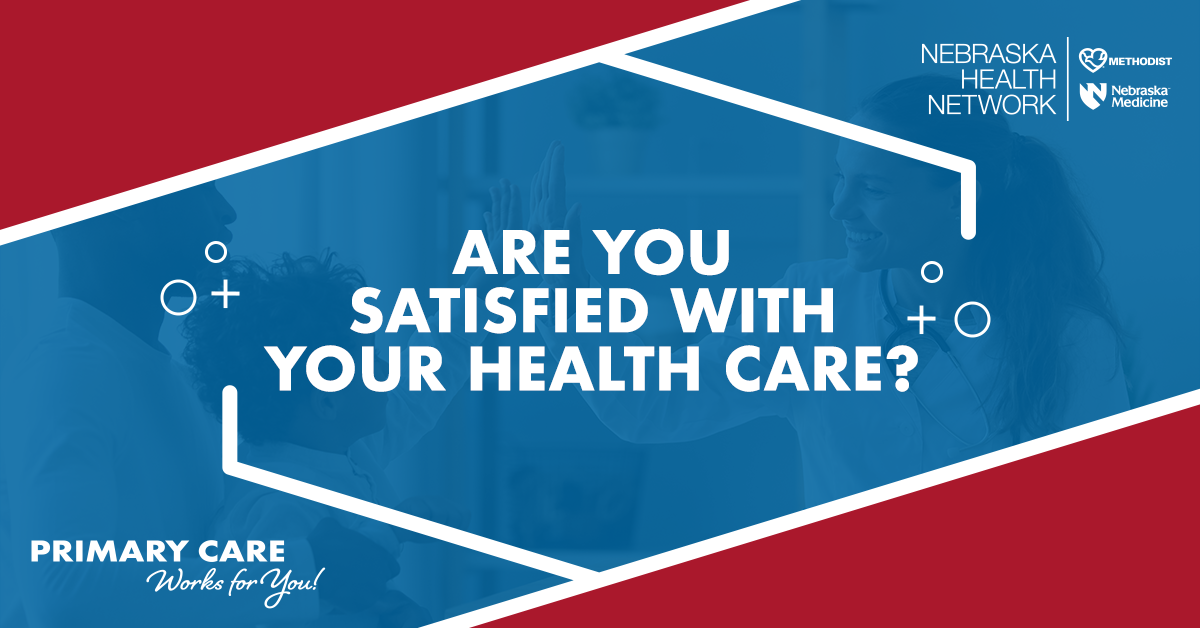 NEBRASKA
HEALTH
NETWORK
METHODIST
Nebraska
Medicine
ARE YOU
SATISFIED WITH
YOUR HEALTH CARE?
PRIMARY CARE
Works for You!